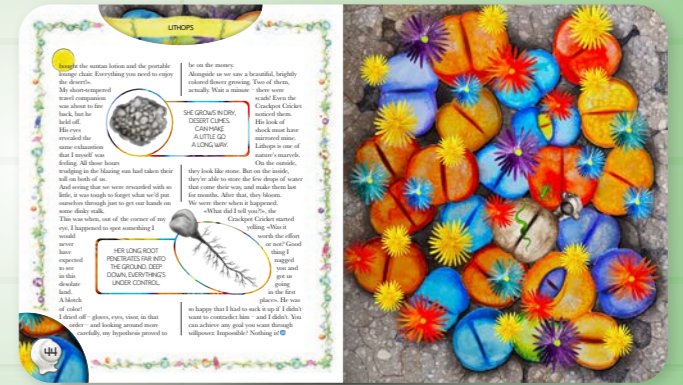 LITHOPS
bought the suntan lotion and the portable
lounge chair. Everything you need to enjoy
the desert!».
My short-tempered
travel companion
was about to fire
back, but he
held off.
His eyes
revealed the
same exhaustion
that I myself was
feeling. All those hours
trudging in the blazing sun had taken their
toll on both of us.
And seeing that we were rewarded with so
little, it was tough to forget what we'd put
ourselves through just to get our hands on
some dinky stalk.
This was when, out of the corner of my
eye, I happened to spot something I
would
never
have
expected
to see
in this
desolate
land.
A blotch
of color!
I dried off – gloves, eyes, visor, in that
order – and looking around more
carefully, my hypothesis proved to
be on the money.
Alongside us we saw a beautiful, brightly
colored flower growing. Two of them,
actually. Wait a minute – there were
scads! Even the
Crackpot Cricket
noticed them.
His look of
shock must have
mirrored mine.
Lithops is one of
nature's marvels.
On the outside,
they look like stone. But on the inside,
they're able to store the few drops of water
that come their way, and make them last
for months. After that, they bloom.
We were there when it happened.
«What did I tell you?!», the
Crackpot Cricket started
yelling. «Was it
worth the effort
or not? Good
thing I
nagged
you and
got us
going
in the first
place». He was
so happy that I had to suck it up if I didn't
want to contradict him – and I didn't. You
can achieve any goal you want through
willpower. Impossible? Nothing is!
SHE GROWS IN DRY,
DESERT CLIMES.
CAN MAKE
A LITTLE GO
A LONG WAY.
HER LONG ROOT
PENETRATES FAR INTO
THE GROUND. DEEP
DOWN, EVERYTHING'S
UNDER CONTROL.
44